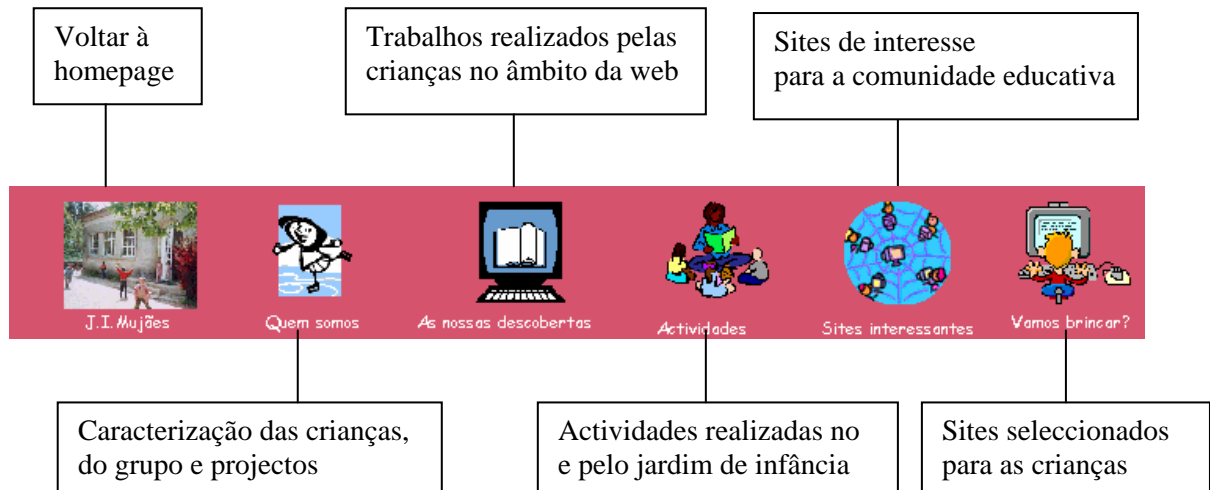 Voltar à
homepage
Trabalhos realizados pelas
crianças no âmbito da web
Sites de interesse
para a comunidade educativa
J.I.Mujães
Quem somos
As nossas descobertas
Actividades
Sites interessantes
Vamos brincar?
Caracterização das crianças,
do grupo e projectos
Actividades realizadas no
e pelo jardim de infância
Sites seleccionados
para as crianças